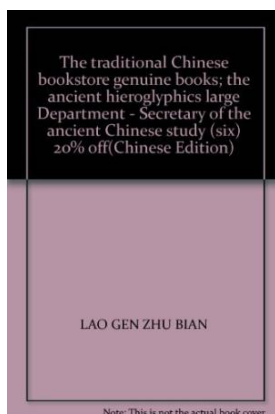 The traditional Chinese
bookstore genuine books; the
ancient hieroglyphics large
Department - Secretary of the
ancient Chinese study (six)
20% off(Chinese Edition)
LAO GEN ZHU BIAN
Note: This is not the actual book cover